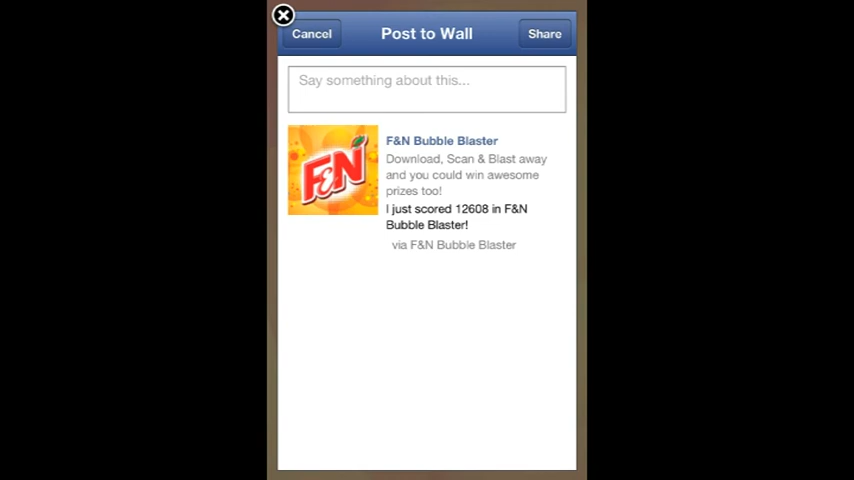 Cancel
Post to Wall
Share
Say something about this...
F&N
F&N Bubble Blaster
Download, Scan & Blast away
and you could win awesome
prizes too!
I just scored 12608 in F&N
Bubble Blaster!
via F&N Bubble Blaster